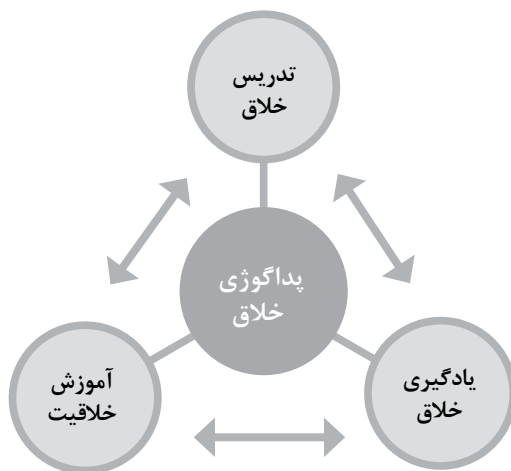 تدریس
خلاق
پداگوژی
خلاق
یادگیری
خلاق
آموزش
خلاقیت